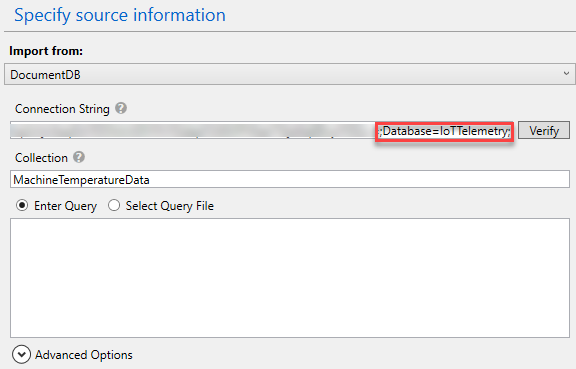 Specify source information
Import from:
DocumentDB
Connection String
;Database=IoTTelemetry; Verify
Collection
MachineTemperatureData
Enter Query Select Query File
Advanced Options